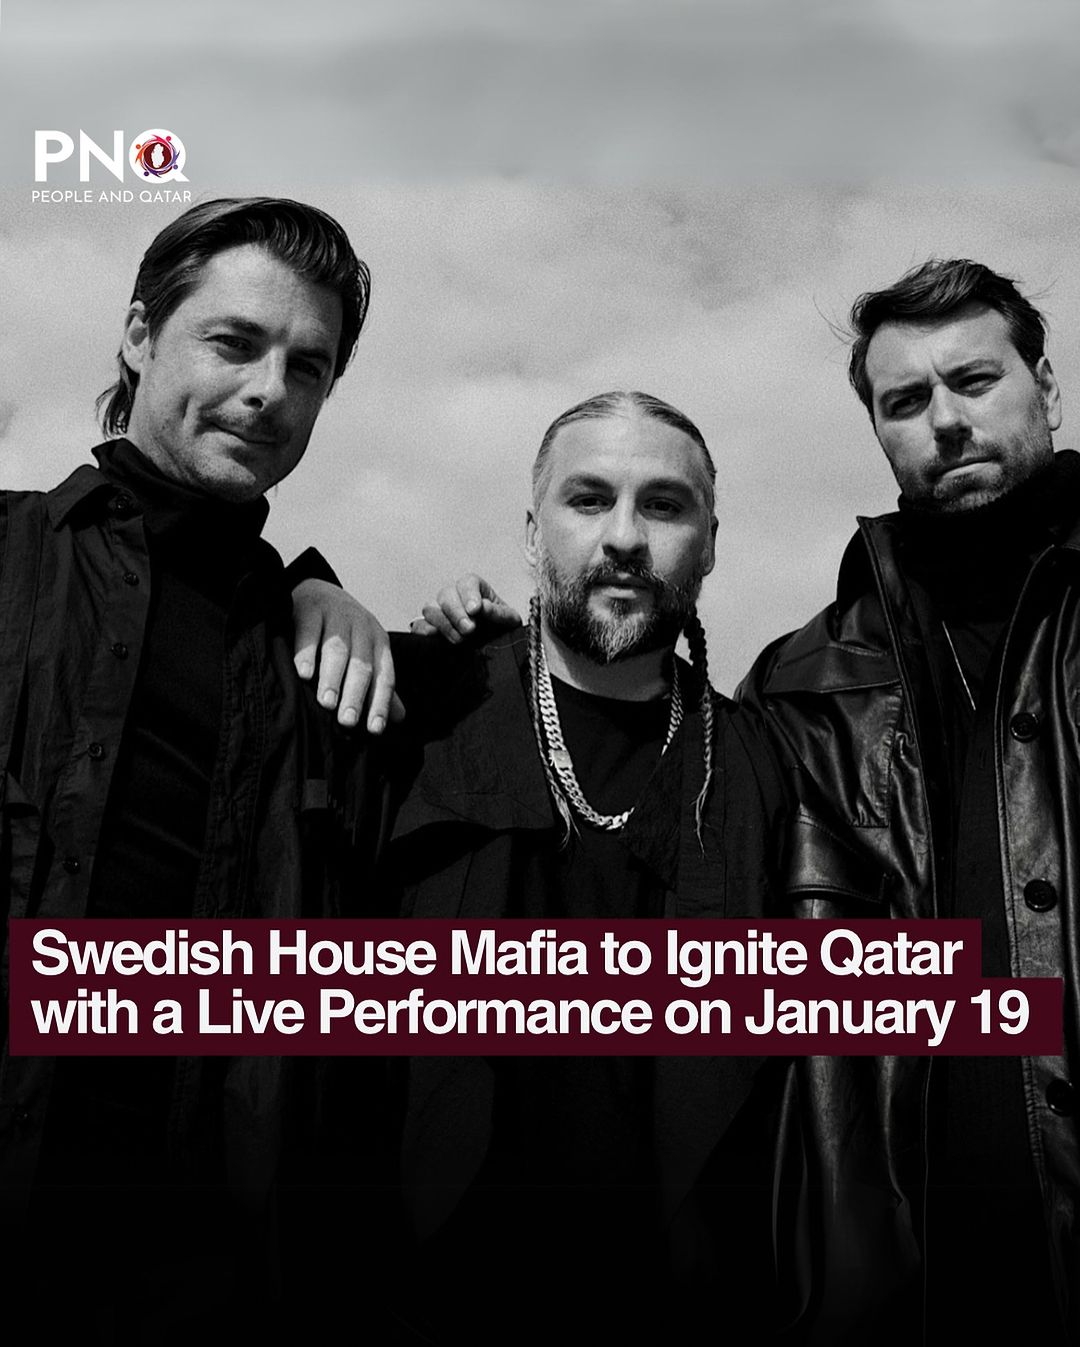 PNQ
PEOPLE AND QATAR
Swedish House Mafia to Ignite Qatar
with a Live Performance on January 19